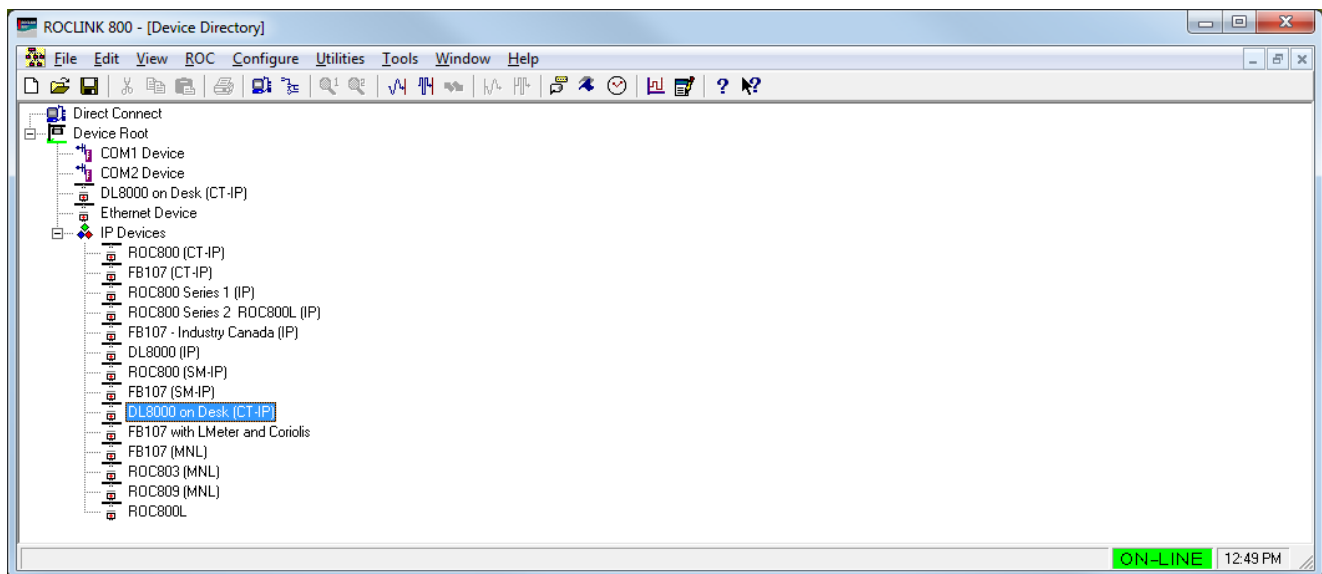 ROCLINK 800 - [Device Directory]
File Edit View ROC Configure Utilities Tools Window Help
Direct Connect
Device Root
COM1 Device
COM2 Device
DL8000 on Desk (CT-IP)
Ethernet Device
IP Devices
ROC800 (CT-IP)
FB107 (CT-IP)
ROC800 Series 1 (IP)
ROC800 Series 2 ROC800L (IP)
FB107 - Industry Canada (IP)
DL8000 (IP)
ROC800 (SM-IP)
FB107 (SM-IP)
DL8000 on Desk (CT-IP)
FB107 with LMeter and Coriolis
FB107 (MNL)
ROC803 (MNL)
ROC809 (MNL)
ROC800L
ON-LINE 12:49 PM